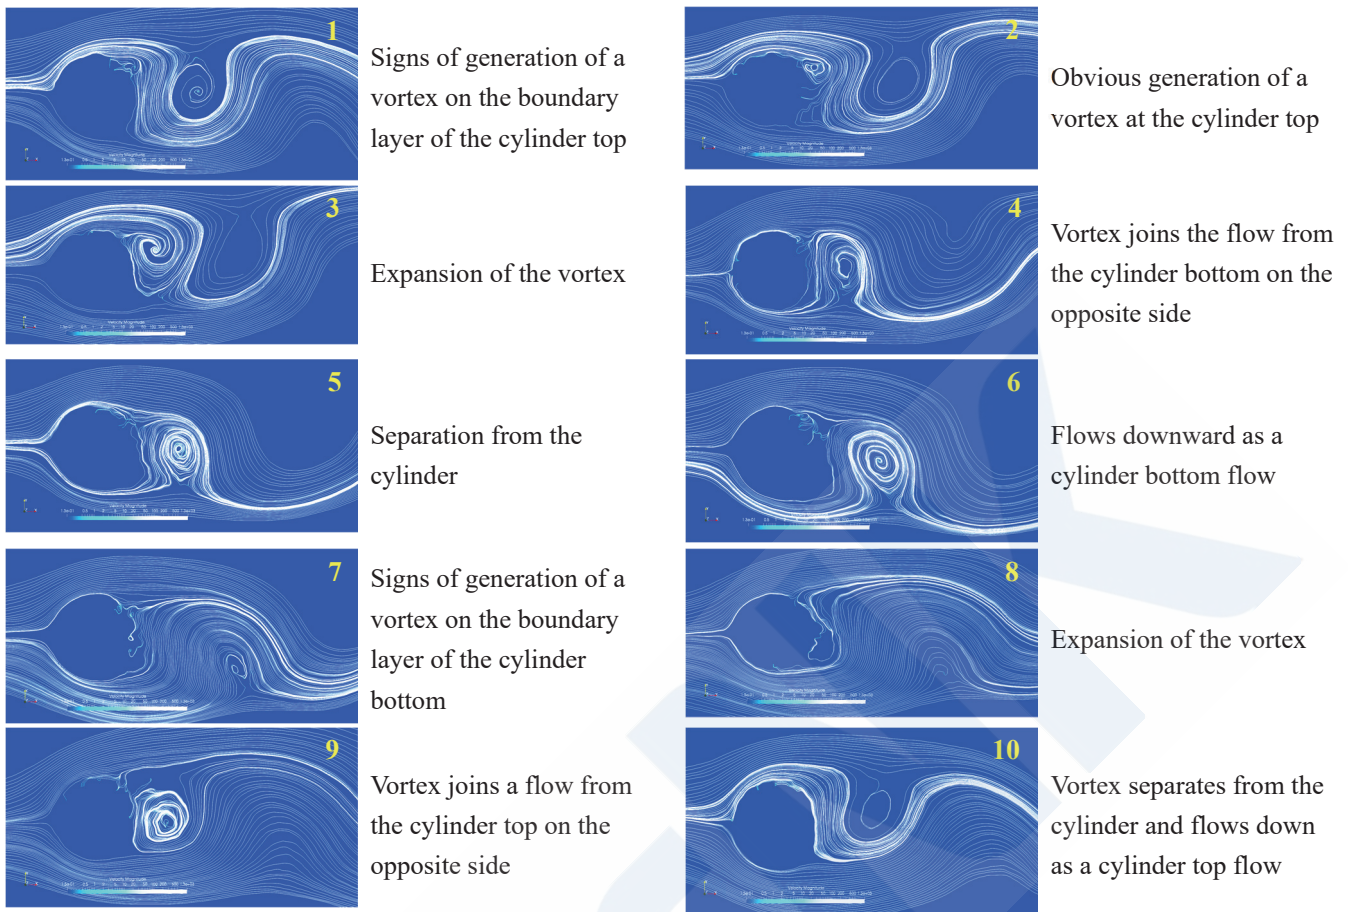 1
Signs of generation of a
vortex on the boundary
layer of the cylinder top
2
Obvious generation of a
vortex at the cylinder top
3
Expansion of the vortex
4
Vortex joins the flow from
the cylinder bottom on the
opposite side
5
Separation from the
cylinder
6
Flows downward as a
cylinder bottom flow
7
Signs of generation of a
vortex on the boundary
layer of the cylinder
bottom
8
Expansion of the vortex
9
Vortex joins a flow from
the cylinder top on the
opposite side
10
Vortex separates from the
cylinder and flows down
as a cylinder top flow